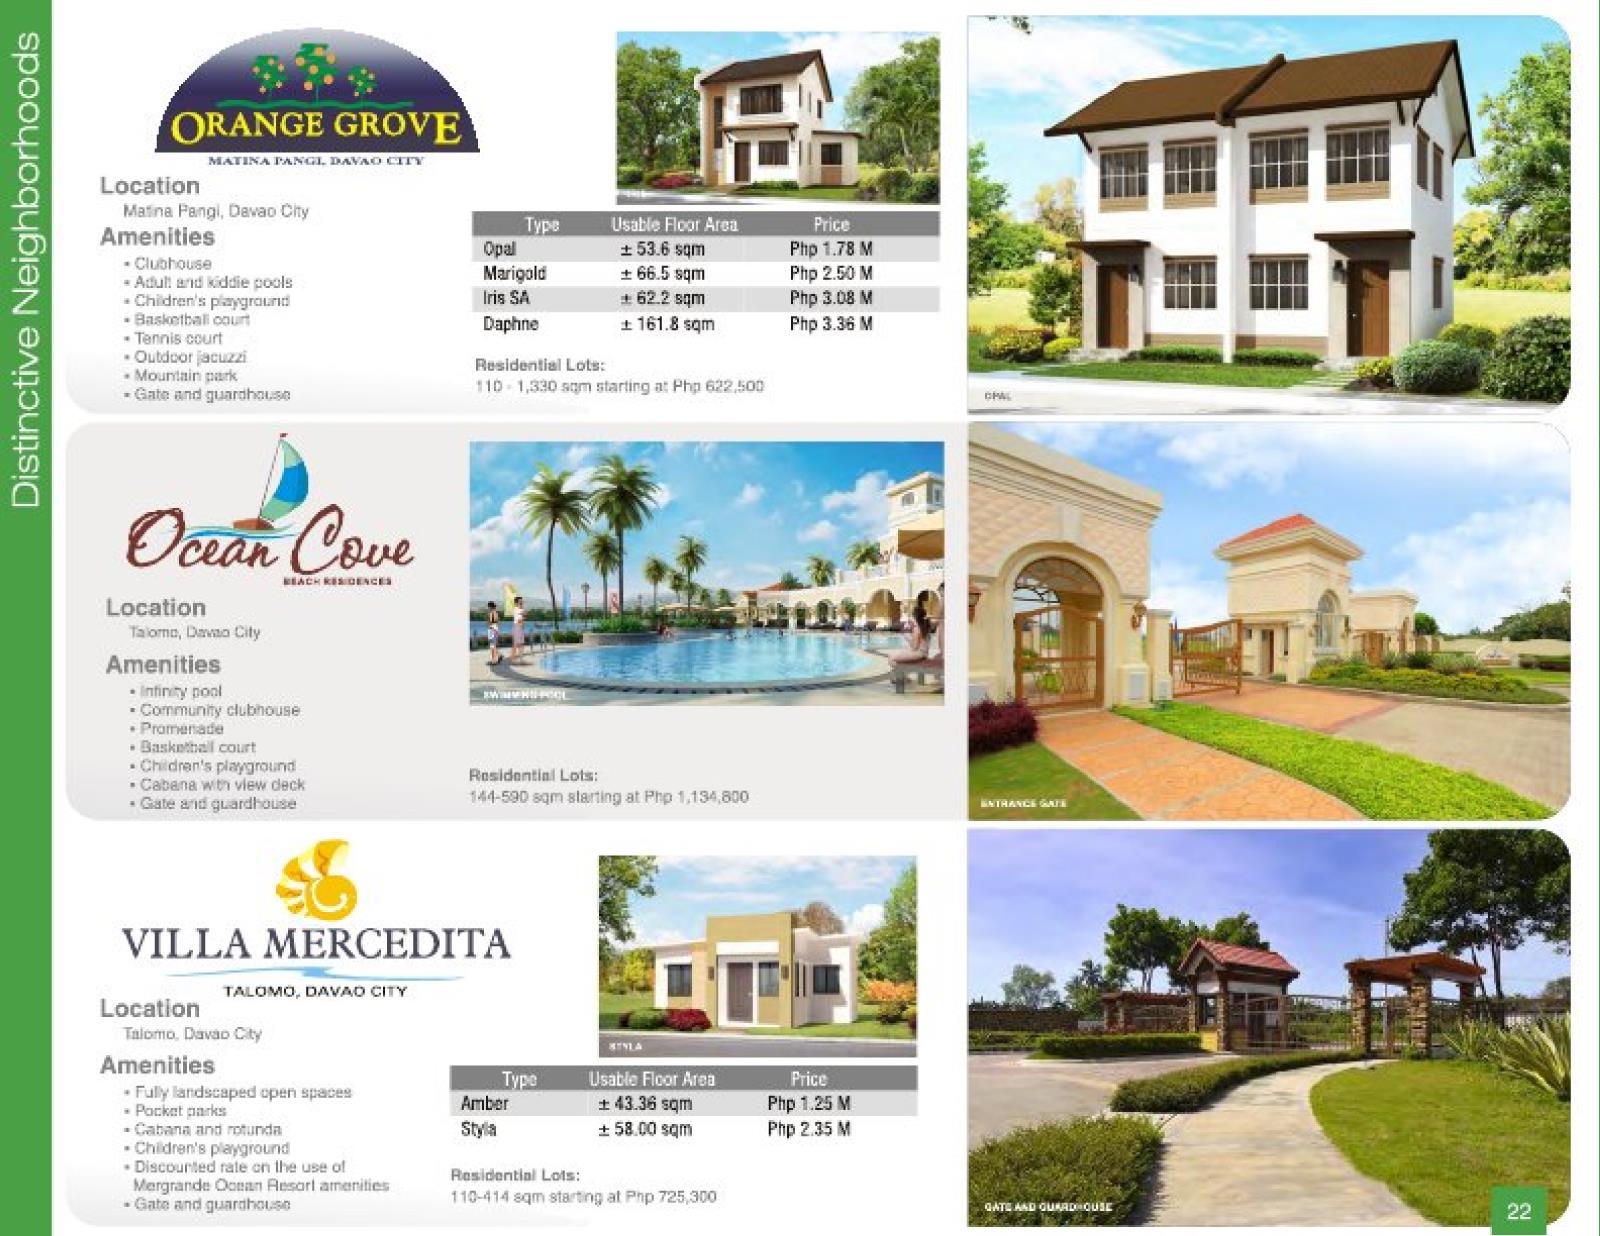 Distinctive Neighborhoods
ORANGE GROVE
MATINA PANGI, DAVAO CITY
Location
Matina Pangi, Davao City
Amenities
• Clubhouse
• Adult and kiddie pools
• Children's playground
• Basketball court
• Tennis court
• Outdoor jacuzzi
• Mountain park
• Gate and guardhouse
Type Usable Floor Area Price
Opal ± 53.6 sqm Php 1.78 M
Marigold ± 66.5 sqm Php 2.50 M
Iris SA ± 62.2 sqm Php 3.08 M
Daphne ± 161.8 sqm Php 3.36 M
Residential Lots:
110 - 1,330 sqm starting at Php 622,500
OPAL
Ocean Cove
BEACH RESIDENCES
Location
Talomo, Davao City
Amenities
• Infinity pool
• Community clubhouse
• Promenade
• Basketball court
• Children's playground
• Cabana with view deck
• Gate and guardhouse
SWIMMING POOL
Residential Lots:
144-590 sqm starting at Php 1,134,800
ENTRANCE GATE
VILLA MERCEDITA
TALOMO, DAVAO CITY
Location
Talomo, Davao City
Amenities
• Fully landscaped open spaces
• Pocket parks
• Cabana and rotunda
• Children's playground
• Discounted rate on the use of
Mergrande Ocean Resort amenities
• Gate and guardhouse
STYLA
Type Usable Floor Area Price
Amber ± 43.36 sqm Php 1.25 M
Styla ± 58.00 sqm Php 2.35 M
Residential Lots:
110-414 sqm starting at Php 725,300
GATE AND GUARDHOUSE
22